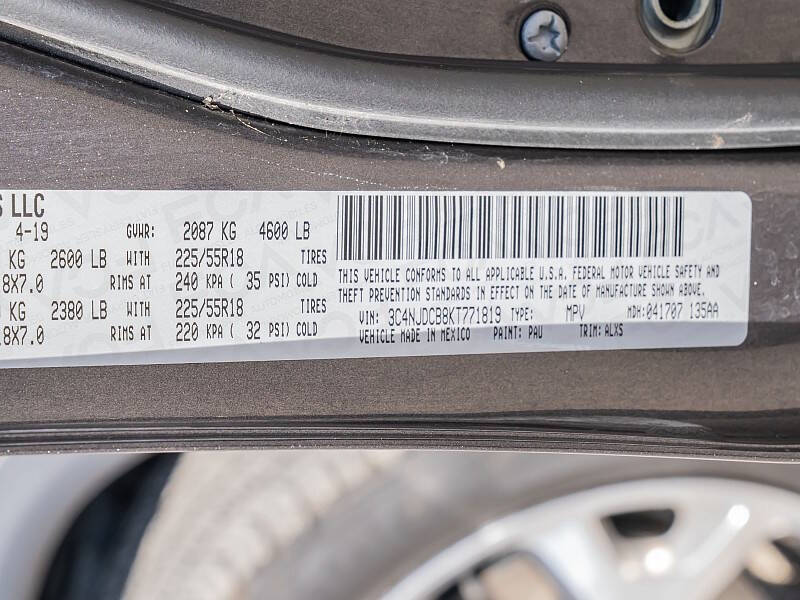 S LLC
4-19 GVWR: 2087 KG 4600 LB
KG 2600 LB WITH 225/55R18 TIRES
8X7.0 RIMS AT 240 KPA ( 35 PSI) COLD
KG 2380 LB WITH 225/55R18 TIRES
8X7.0 RIMS AT 220 KPA ( 32 PSI) COLD
THIS VEHICLE CONFORMS TO ALL APPLICABLE U.S.A. FEDERAL MOTOR VEHICLE SAFETY AND
THEFT PREVENTION STANDARDS IN EFFECT ON THE DATE OF MANUFACTURE SHOWN ABOVE.
VIN: 3C4NJDCB8KT771819 TYPE: MPV MDH: 041707 135AA
VEHICLE MADE IN MEXICO PAINT: PAU TRIM: ALXS